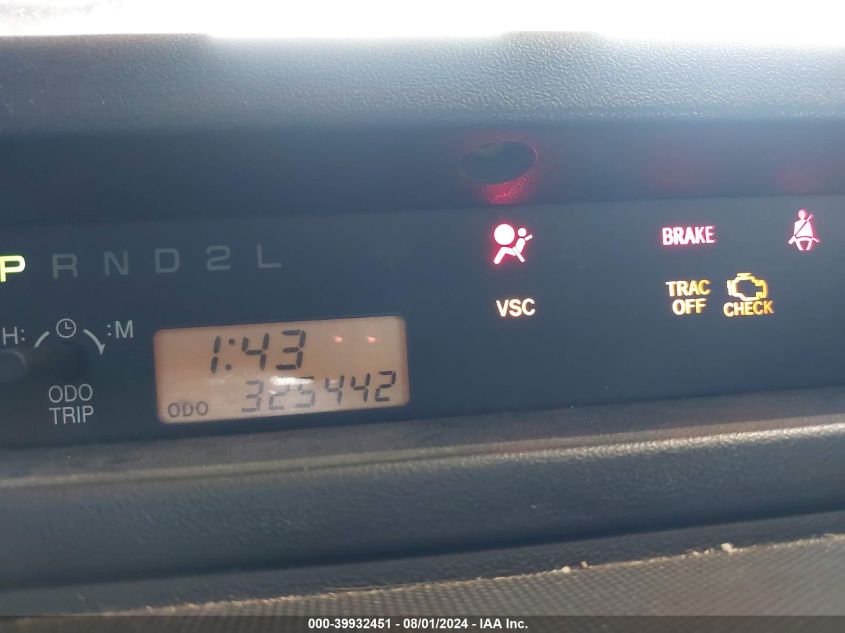 P R N D 2 L
BRAKE
VSC
TRAC
OFF
CHECK
H: :M
1:43
ODO 325442
ODO
TRIP
000-39932451 - 08/01/2024 - IAA Inc.